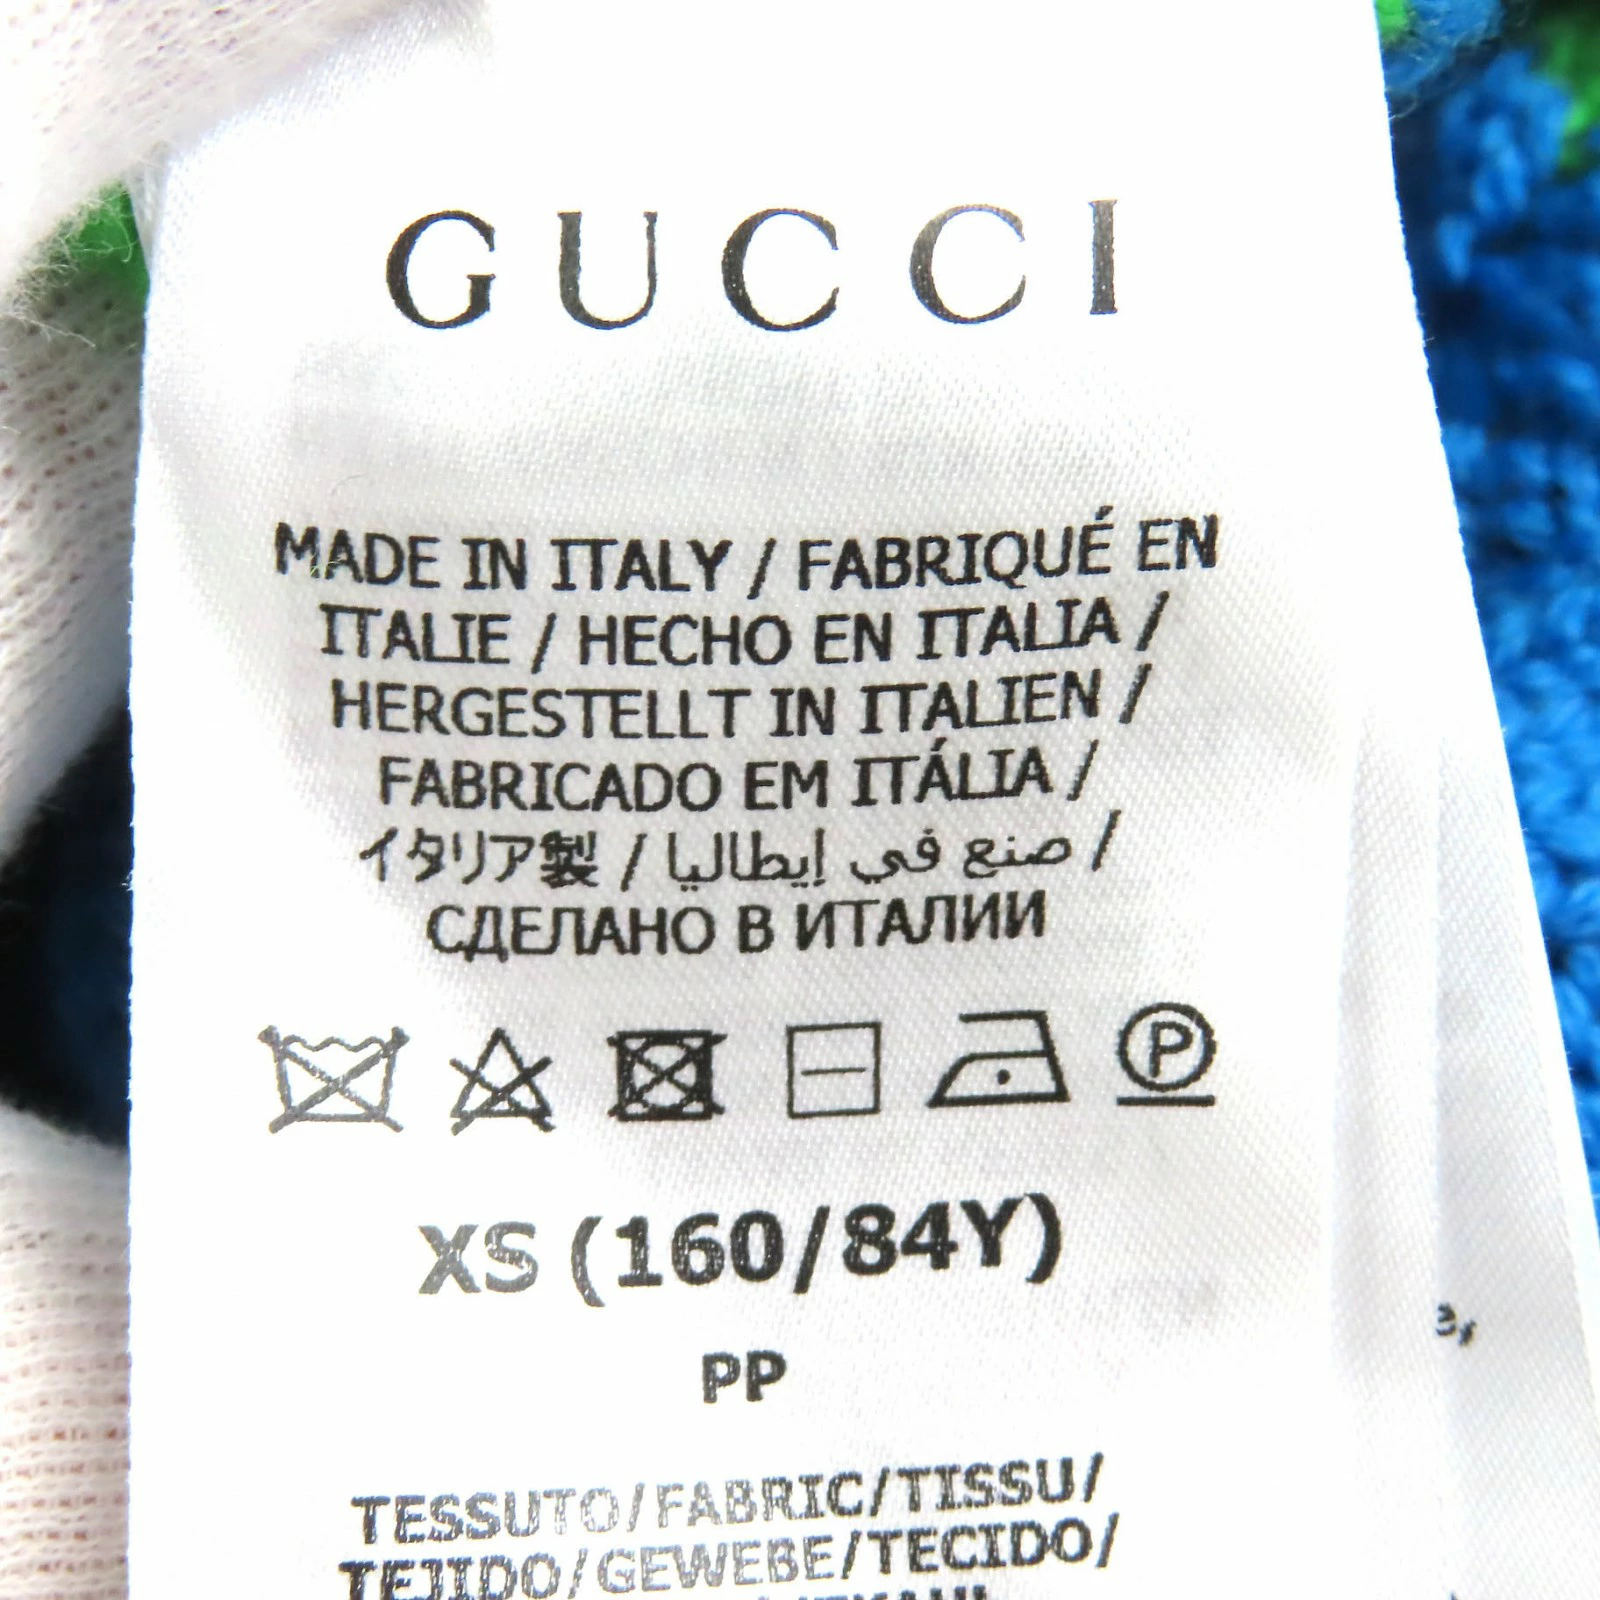 GUCCI
MADE IN ITALY / FABRIQUÉ EN
ITALIE / HECHO EN ITALIA /
HERGESTELLT IN ITALIEN /
FABRICADO EM ITÁLIA /
イタリア製 / صنع في إيطاليا /
СДЕЛАНО В ИТАЛИИ
P
XS (160/84Y)
PP
TESSUTO/FABRIC/TISSU/
TEJIDO/GEWEBE/TECIDO/